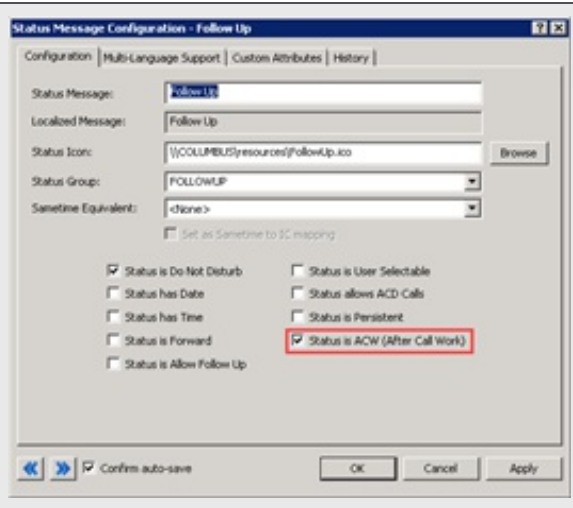 Status Message Configuration - Follow Up
Configuration Multi-Language Support Custom Attributes History
Status Message: Follow Up
Localized Message: Follow Up
Status Icon: \\COLUMBUS\resources\FollowUp.ico Browse
Status Group: FOLLOWUP
Sametime Equivalent: <None>
Set as Sametime to IC mapping
Status is Do Not Disturb Status is User Selectable
Status has Date Status allows ACD Calls
Status has Time Status is Persistent
Status is Forward Status is ACW (After Call Work)
Status is Allow Follow Up
Confirm auto-save OK Cancel Apply